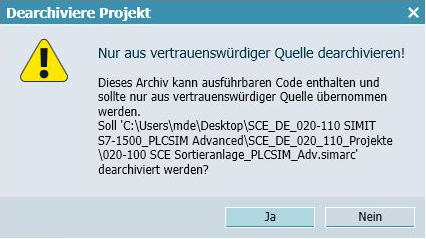 Dearchiviere Projekt
Nur aus vertrauenswürdiger Quelle dearchivieren!
Dieses Archiv kann ausführbaren Code enthalten und
sollte nur aus vertrauenswürdiger Quelle übernommen
werden.
Soll 'C:\Users\mde\Desktop\SCE_DE_020-110 SIMIT
S7-1500_PLCSIM Advanced\SCE_DE_020_110_Projekte
\020-100 SCE Sortieranlage_PLCSIM_Adv.simarc'
dearchiviert werden?
Ja
Nein